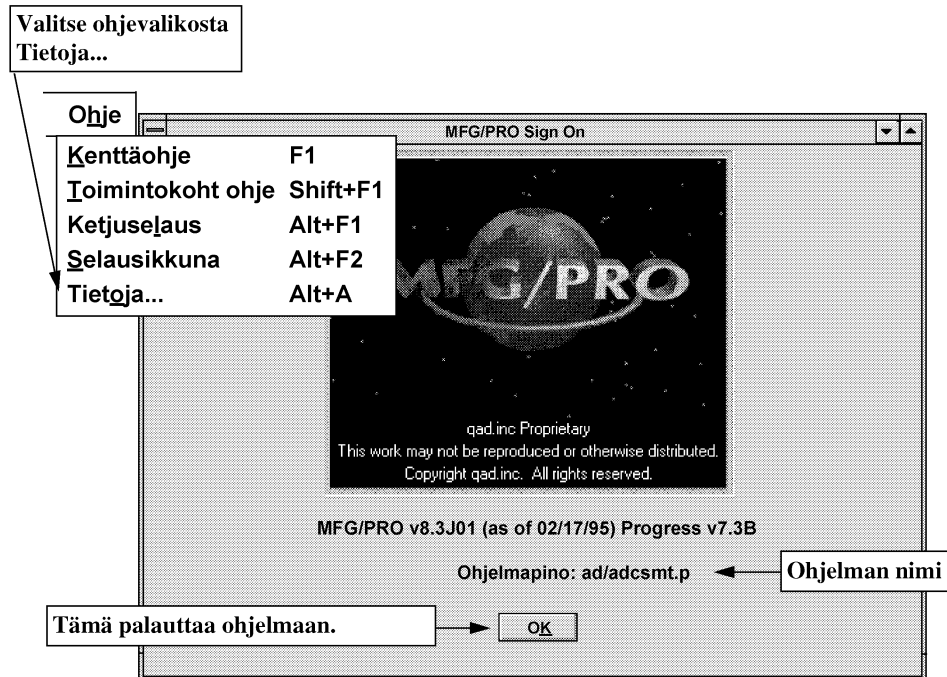 Valitse ohjevalikosta
Tietoja...
Ohje
Kenttäohje F1
Toimintokoht ohje Shift+F1
Ketjuselaus Alt+F1
Selausikkuna Alt+F2
Tietoja... Alt+A
MFG/PRO Sign On
MFG/PRO
qad.inc Proprietary
This work may not be reproduced or otherwise distributed.
Copyright qad.inc. All rights reserved.
MFG/PRO v8.3J01 (as of 02/17/95) Progress v7.3B
Ohjelmapino: ad/adcsmt.p
Ohjelman nimi
Tämä palauttaa ohjelmaan.
OK